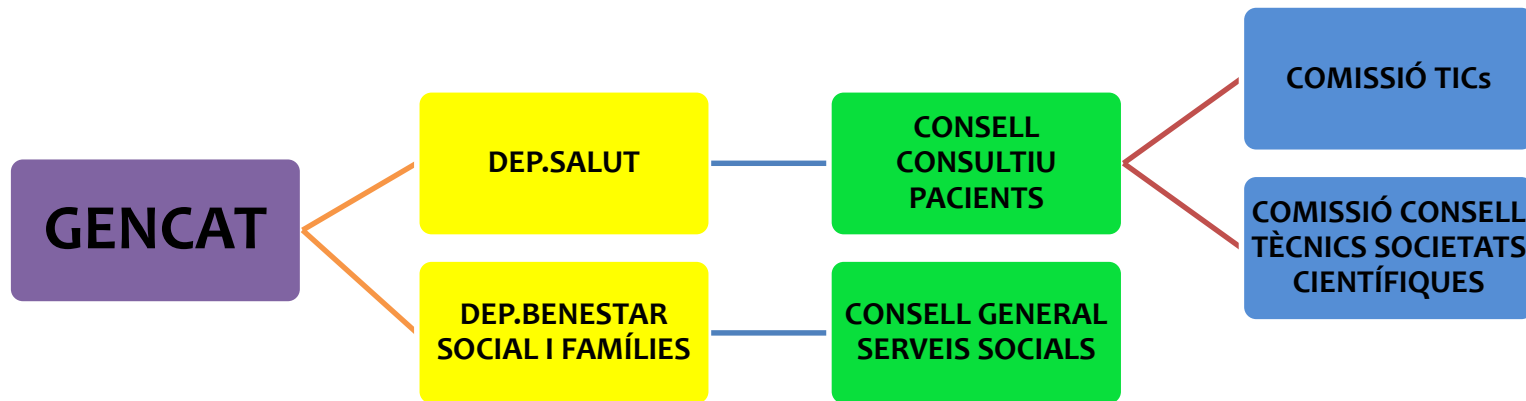 GENCAT
DEP.SALUT
DEP.BENESTAR
SOCIAL I FAMÍLIES
CONSELL
CONSULTIU
PACIENTS
CONSELL GENERAL
SERVEIS SOCIALS
COMISSIÓ TICs
COMISSIÓ CONSELL
TÈCNICS SOCIETATS
CIENTÍFIQUES